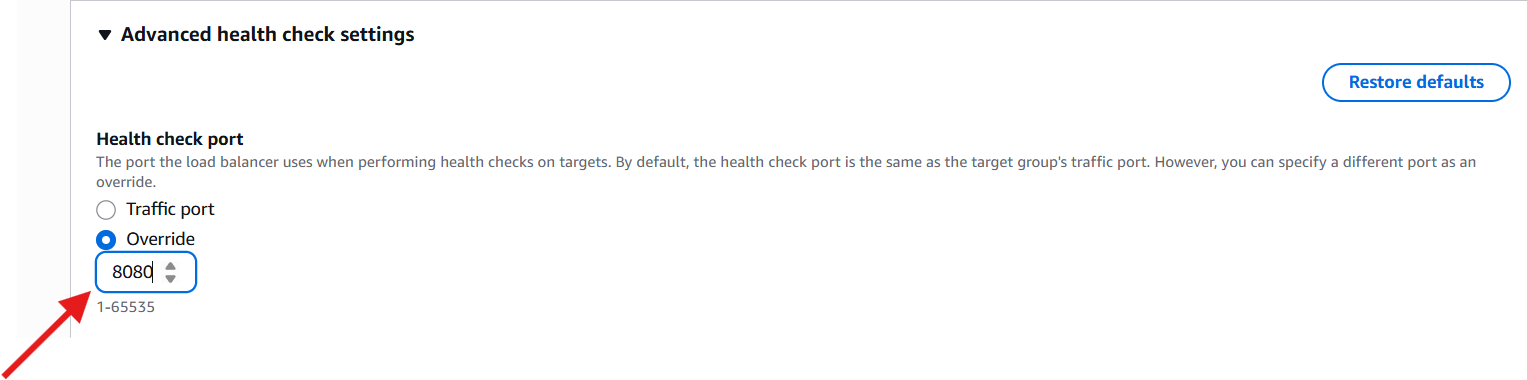 Advanced health check settings
Restore defaults
Health check port
The port the load balancer uses when performing health checks on targets. By default, the health check port is the same as the target group's traffic port. However, you can specify a different port as an
override.
Traffic port
Override
8080
1-65535